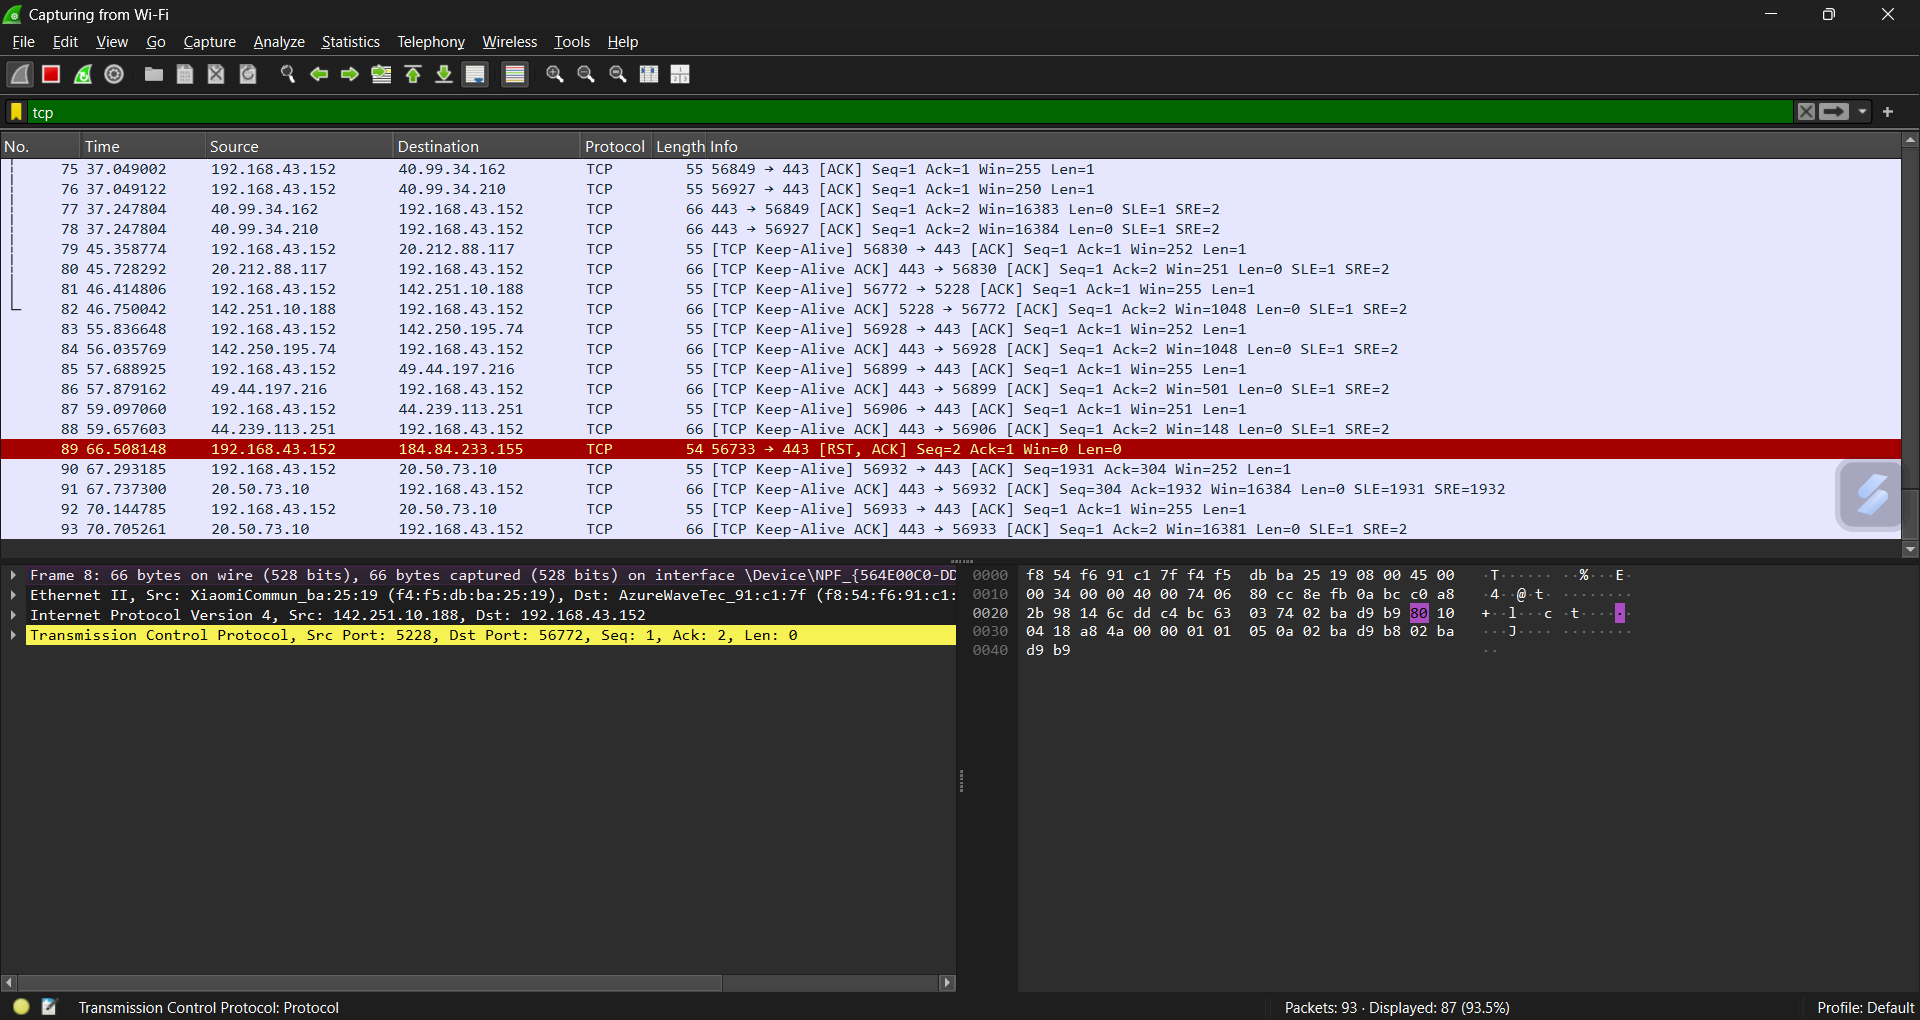 Capturing from Wi-Fi
File Edit View Go Capture Analyze Statistics Telephony Wireless Tools Help
tcp
No. Time Source Destination Protocol Length Info
75 37.049002 192.168.43.152 40.99.34.162 TCP 55 56849 → 443 [ACK] Seq=1 Ack=1 Win=255 Len=1
76 37.049122 192.168.43.152 40.99.34.210 TCP 55 56927 → 443 [ACK] Seq=1 Ack=1 Win=250 Len=1
77 37.247804 40.99.34.162 192.168.43.152 TCP 66 443 → 56849 [ACK] Seq=1 Ack=2 Win=16383 Len=0 SLE=1 SRE=2
78 37.247804 40.99.34.210 192.168.43.152 TCP 66 443 → 56927 [ACK] Seq=1 Ack=2 Win=16384 Len=0 SLE=1 SRE=2
79 45.358774 192.168.43.152 20.212.88.117 TCP 55 [TCP Keep-Alive] 56830 → 443 [ACK] Seq=1 Ack=1 Win=252 Len=1
80 45.728292 20.212.88.117 192.168.43.152 TCP 66 [TCP Keep-Alive ACK] 443 → 56830 [ACK] Seq=1 Ack=2 Win=251 Len=0 SLE=1 SRE=2
81 46.414806 192.168.43.152 142.251.10.188 TCP 55 [TCP Keep-Alive] 56772 → 5228 [ACK] Seq=1 Ack=1 Win=255 Len=1
82 46.750042 142.251.10.188 192.168.43.152 TCP 66 [TCP Keep-Alive ACK] 5228 → 56772 [ACK] Seq=1 Ack=2 Win=1048 Len=0 SLE=1 SRE=2
83 55.836648 192.168.43.152 142.250.195.74 TCP 55 [TCP Keep-Alive] 56928 → 443 [ACK] Seq=1 Ack=1 Win=252 Len=1
84 56.035769 142.250.195.74 192.168.43.152 TCP 66 [TCP Keep-Alive ACK] 443 → 56928 [ACK] Seq=1 Ack=2 Win=1048 Len=0 SLE=1 SRE=2
85 57.688925 192.168.43.152 49.44.197.216 TCP 55 [TCP Keep-Alive] 56899 → 443 [ACK] Seq=1 Ack=1 Win=255 Len=1
86 57.879162 49.44.197.216 192.168.43.152 TCP 66 [TCP Keep-Alive ACK] 443 → 56899 [ACK] Seq=1 Ack=2 Win=501 Len=0 SLE=1 SRE=2
87 59.097060 192.168.43.152 44.239.113.251 TCP 55 [TCP Keep-Alive] 56906 → 443 [ACK] Seq=1 Ack=1 Win=251 Len=1
88 59.657603 44.239.113.251 192.168.43.152 TCP 66 [TCP Keep-Alive ACK] 443 → 56906 [ACK] Seq=1 Ack=2 Win=148 Len=0 SLE=1 SRE=2
89 66.508148 192.168.43.152 184.84.233.155 TCP 54 56733 → 443 [RST, ACK] Seq=2 Ack=1 Win=0 Len=0
90 67.293185 192.168.43.152 20.50.73.10 TCP 55 [TCP Keep-Alive] 56932 → 443 [ACK] Seq=1931 Ack=304 Win=252 Len=1
91 67.737300 20.50.73.10 192.168.43.152 TCP 66 [TCP Keep-Alive ACK] 443 → 56932 [ACK] Seq=304 Ack=1932 Win=16384 Len=0 SLE=1931 SRE=1932
92 70.144785 192.168.43.152 20.50.73.10 TCP 55 [TCP Keep-Alive] 56933 → 443 [ACK] Seq=1 Ack=1 Win=255 Len=1
93 70.705261 20.50.73.10 192.168.43.152 TCP 66 [TCP Keep-Alive ACK] 443 → 56933 [ACK] Seq=1 Ack=2 Win=16381 Len=0 SLE=1 SRE=2
Frame 8: 66 bytes on wire (528 bits), 66 bytes captured (528 bits) on interface \Device\NPF_{564E00C0-DD
Ethernet II, Src: XiaomiCommun_ba:25:19 (f4:f5:db:ba:25:19), Dst: AzureWaveTec_91:c1:7f (f8:54:f6:91:c1:
Internet Protocol Version 4, Src: 142.251.10.188, Dst: 192.168.43.152
Transmission Control Protocol, Src Port: 5228, Dst Port: 56772, Seq: 1, Ack: 2, Len: 0
0000 f8 54 f6 91 c1 7f f4 f5 db ba 25 19 08 00 45 00 ·T······ ··%···E·
0010 00 34 00 00 40 00 74 06 80 cc 8e fb 0a bc c0 a8 ·4··@·t· ········
0020 2b 98 14 6c dd c4 bc 63 03 74 02 ba d9 b9 80 10 +··l···c ·t······
0030 04 18 a8 4a 00 00 01 01 05 0a 02 ba d9 b8 02 ba ···J···· ········
0040 d9 b9 ··
Transmission Control Protocol: Protocol
Packets: 93 · Displayed: 87 (93.5%)
Profile: Default